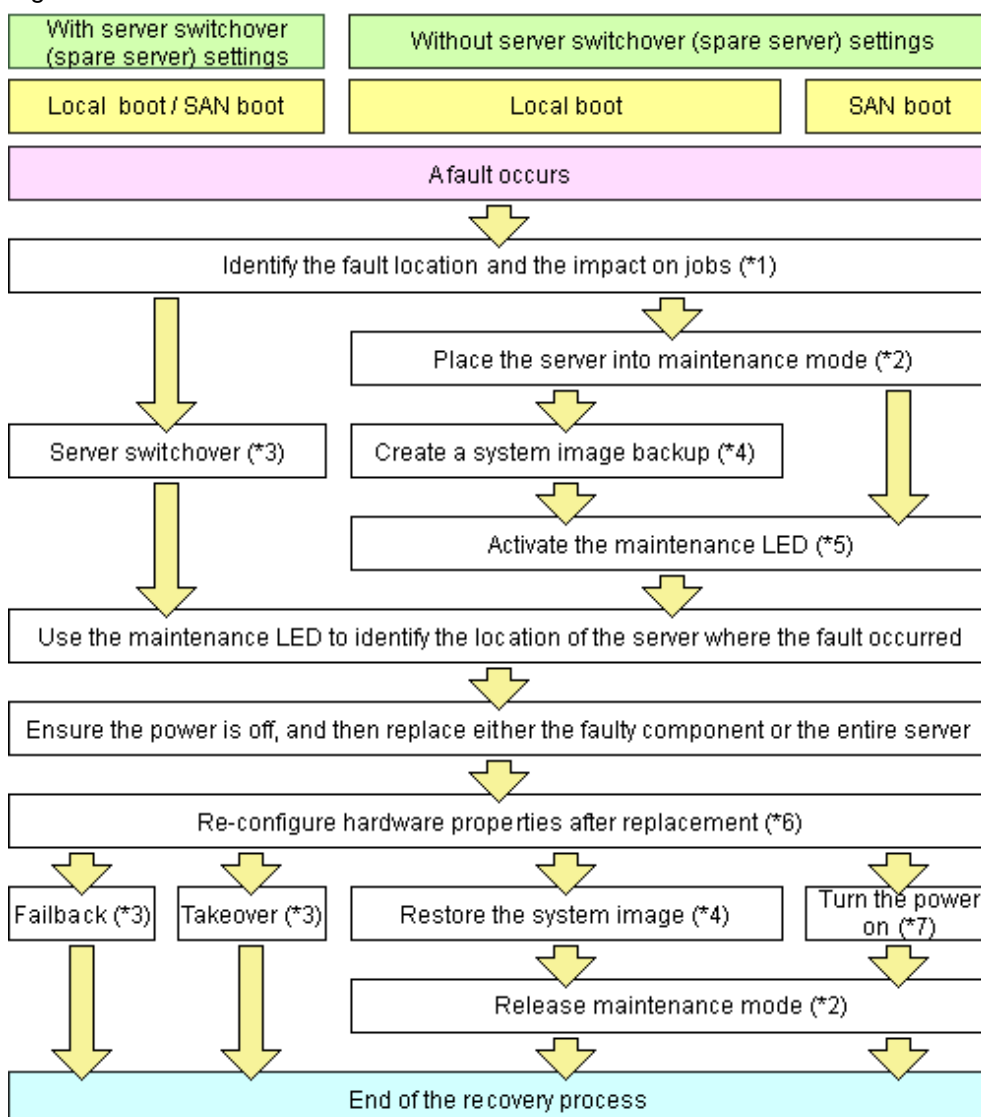 With server switchover
(spare server) settings
Without server switchover (spare server) settings
Local boot / SAN boot
Local boot
SAN boot
A fault occurs
Identify the fault location and the impact on jobs (*1)
Place the server into maintenance mode (*2)
Server switchover (*3)
Create a system image backup (*4)
Activate the maintenance LED (*5)
Use the maintenance LED to identify the location of the server where the fault occurred
Ensure the power is off, and then replace either the faulty component or the entire server
Re-configure hardware properties after replacement (*6)
Failback (*3)
Takeover (*3)
Restore the system image (*4)
Turn the power
on (*7)
Release maintenance mode (*2)
End of the recovery process